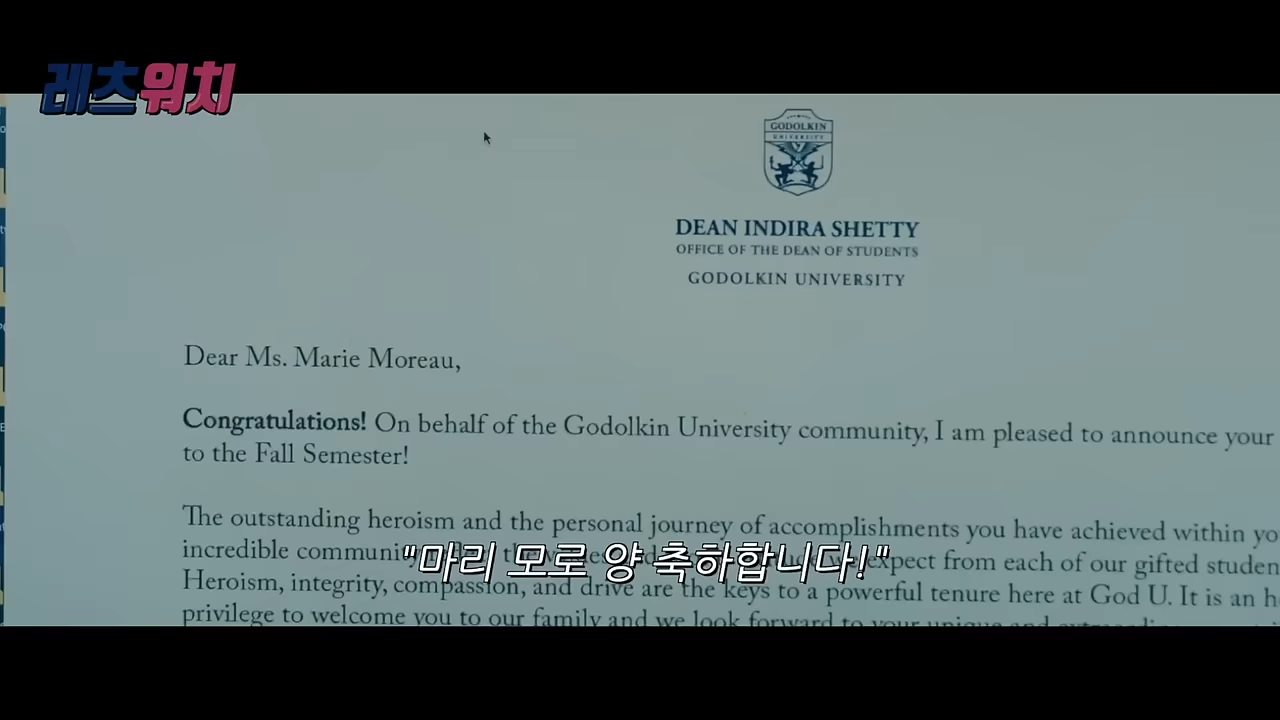 레츠워치
GODOLKIN
UNIVERSITY
DEAN INDIRA SHETTY
OFFICE OF THE DEAN OF STUDENTS
GODOLKIN UNIVERSITY
Dear Ms. Marie Moreau,
Congratulations! On behalf of the Godolkin University community, I am pleased to announce your
to the Fall Semester!
The outstanding heroism and the personal journey of accomplishments you have achieved within yo
incredible expect from each of our gifted studen
"마리 모로 양 축하합니다!"
Heroism, integrity, compassion, and drive are the keys to a powerful tenure here at God U. It is an h
privilege to welcome you to our family and we look forward to your unique and